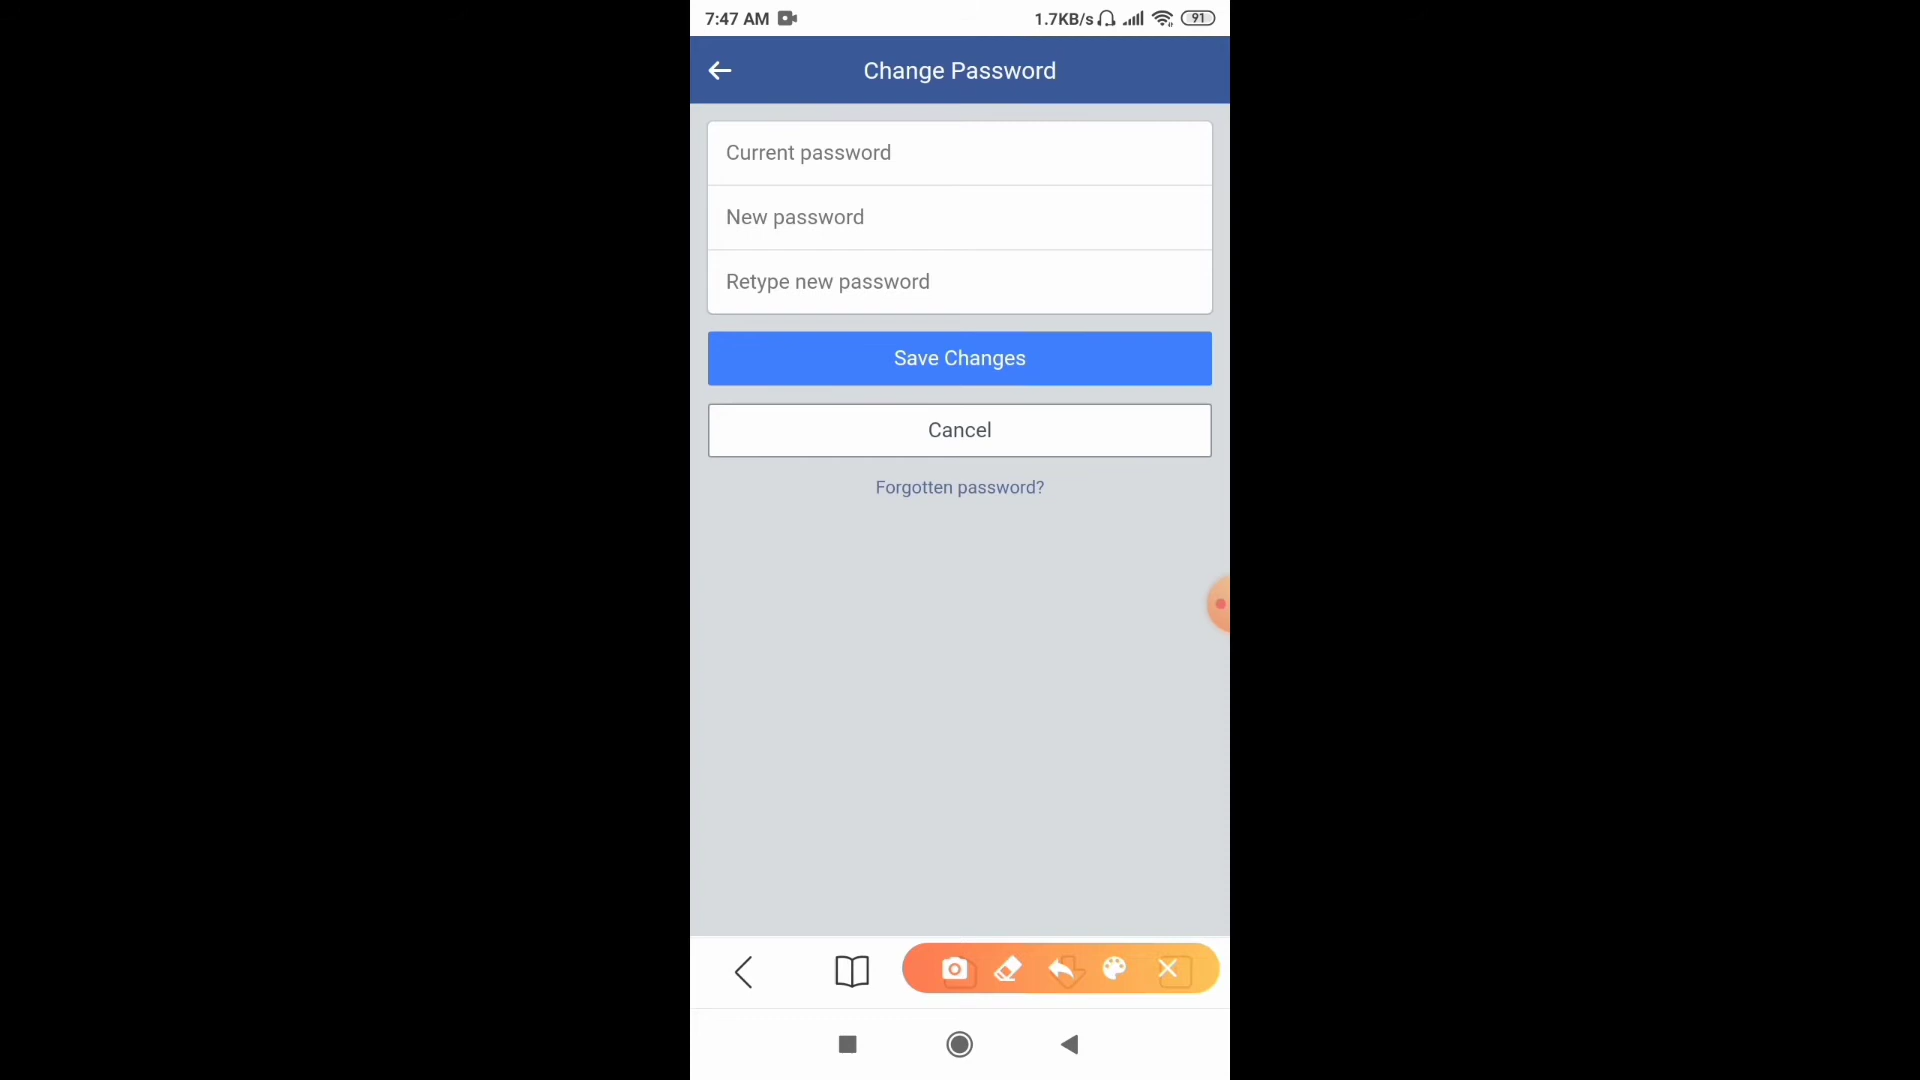 7:47 AM 1.7KB/s 91
Change Password
Current password
New password
Retype new password
Save Changes
Cancel
Forgotten password?